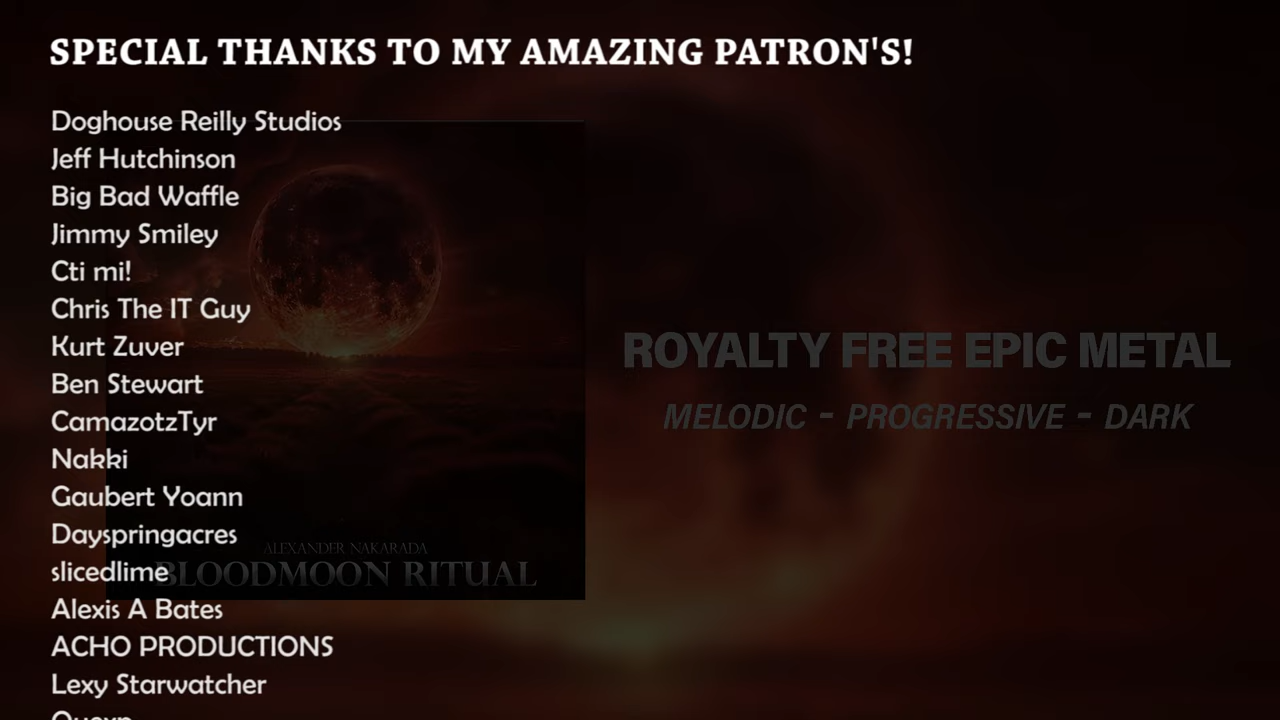 SPECIAL THANKS TO MY AMAZING PATRON'S!
Doghouse Reilly Studios
Jeff Hutchinson
Big Bad Waffle
Jimmy Smiley
Cti mi!
Chris The IT Guy
Kurt Zuver
Ben Stewart
CamazotzTyr
Nakki
Gaubert Yoann
Dayspringacres
slicedlime
Alexis A Bates
ACHO PRODUCTIONS
Lexy Starwatcher
ALEXANDER NAKARADA
BLOODMOON RITUAL
ROYALTY FREE EPIC METAL
MELODIC - PROGRESSIVE - DARK